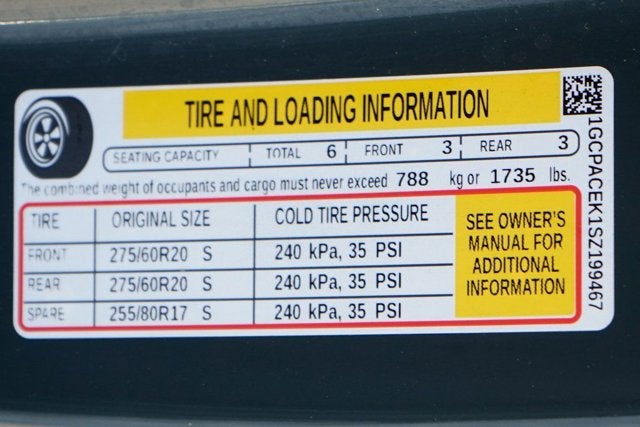 TIRE AND LOADING INFORMATION
SEATING CAPACITY TOTAL 6 FRONT 3 REAR 3
The combined weight of occupants and cargo must never exceed 788 kg or 1735 lbs.
TIRE ORIGINAL SIZE COLD TIRE PRESSURE
FRONT 275/60R20 S 240 kPa, 35 PSI
REAR 275/60R20 S 240 kPa, 35 PSI
SPARE 255/80R17 S 240 kPa, 35 PSI
SEE OWNER'S
MANUAL FOR
ADDITIONAL
INFORMATION
1GCPACEK1SZ199467